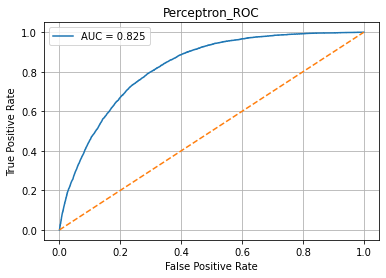 Perceptron_ROC
AUC = 0.825
True Positive Rate
1.0
0.8
0.6
0.4
0.2
0.0
0.0 0.2 0.4 0.6 0.8 1.0
False Positive Rate